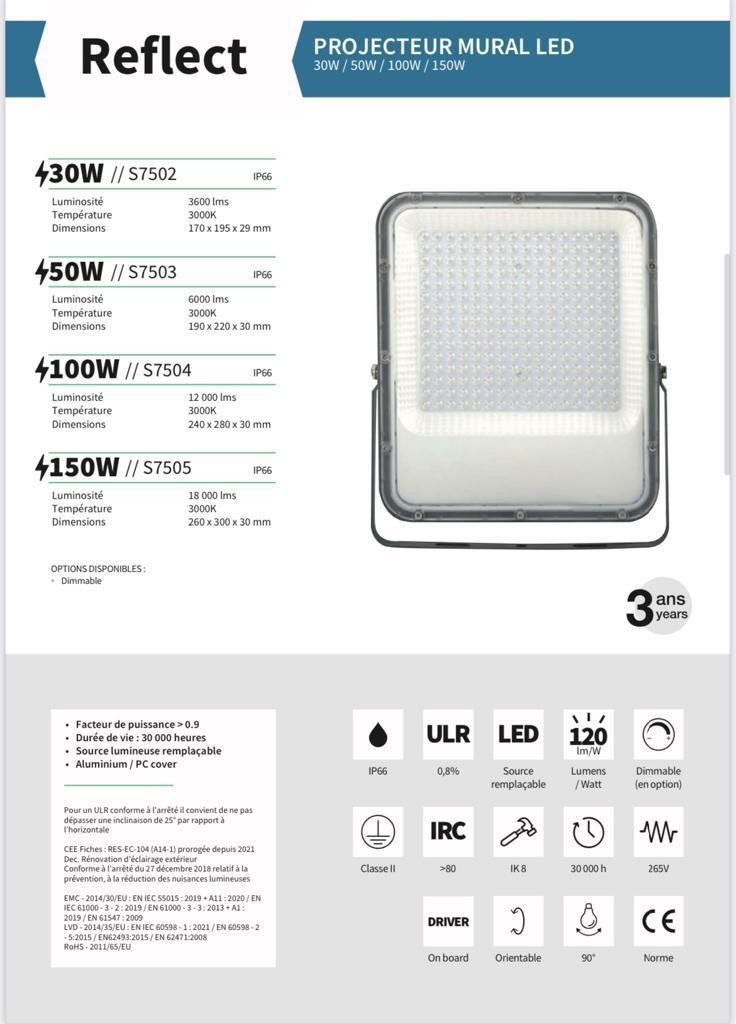 Reflect
PROJECTEUR MURAL LED
30W / 50W / 100W / 150W
30W // S7502 IP66
Luminosité 3600 lms
Température 3000K
Dimensions 170 x 195 x 29 mm
50W // S7503 IP66
Luminosité 6000 lms
Température 3000K
Dimensions 190 x 220 x 30 mm
100W // S7504 IP66
Luminosité 12 000 lms
Température 3000K
Dimensions 240 x 280 x 30 mm
150W // S7505 IP66
Luminosité 18 000 lms
Température 3000K
Dimensions 260 x 300 x 30 mm
OPTIONS DISPONIBLES :
◦ Dimmable
3 ans
years
• Facteur de puissance > 0.9
• Durée de vie : 30 000 heures
• Source lumineuse remplaçable
• Aluminium / PC cover
Pour un ULR conforme à l'arrêté il convient de ne pas
dépasser une inclinaison de 25° par rapport à
l'horizontale
CEE Fiches : RES-EC-104 (A14-1) prorogée depuis 2021
Dec. Rénovation d'éclairage extérieur
Conforme à l'arrêté du 27 décembre 2018 relatif à la
prévention, à la réduction des nuisances lumineuses
EMC - 2014/30/EU : EN IEC 55015 : 2019 + A11 : 2020 / EN
IEC 61000 - 3 - 2 : 2019 / EN 61000 - 3 - 3 : 2013 + A1 :
2019 / EN 61547 : 2009
LVD - 2014/35/EU : EN IEC 60598 - 1 : 2021 / EN 60598 - 2
- 5:2015 / EN62493:2015 / EN 62471:2008
RoHS - 2011/65/EU
ULR LED 120
lm/W
IP66 0,8% Source
remplaçable Lumens
/ Watt Dimmable
(en option)
IRC
Classe II >80 IK 8 30 000 h 265V
DRIVER CE
On board Orientable 90° Norme